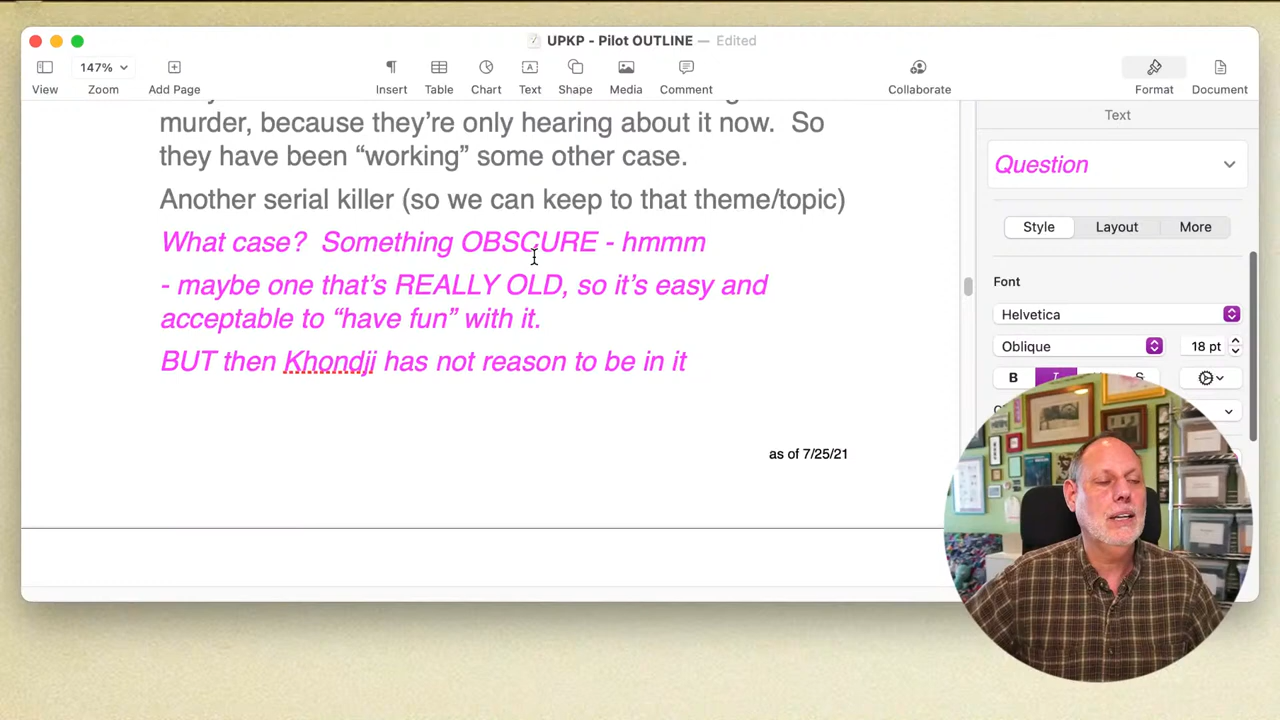 UPKP - Pilot OUTLINE — Edited
147%
View
Zoom
Add Page
Insert
Table
Chart
Text
Shape
Media
Comment
Collaborate
Format
Document
murder, because they're only hearing about it now. So
they have been “working” some other case.
Another serial killer (so we can keep to that theme/topic)
What case? Something OBSCURE - hmmm
- maybe one that's REALLY OLD, so it's easy and
acceptable to “have fun” with it.
BUT then Khondji has not reason to be in it
as of 7/25/21
Text
Question
Style
Layout
More
Font
Helvetica
Oblique
18 pt
B
I
S